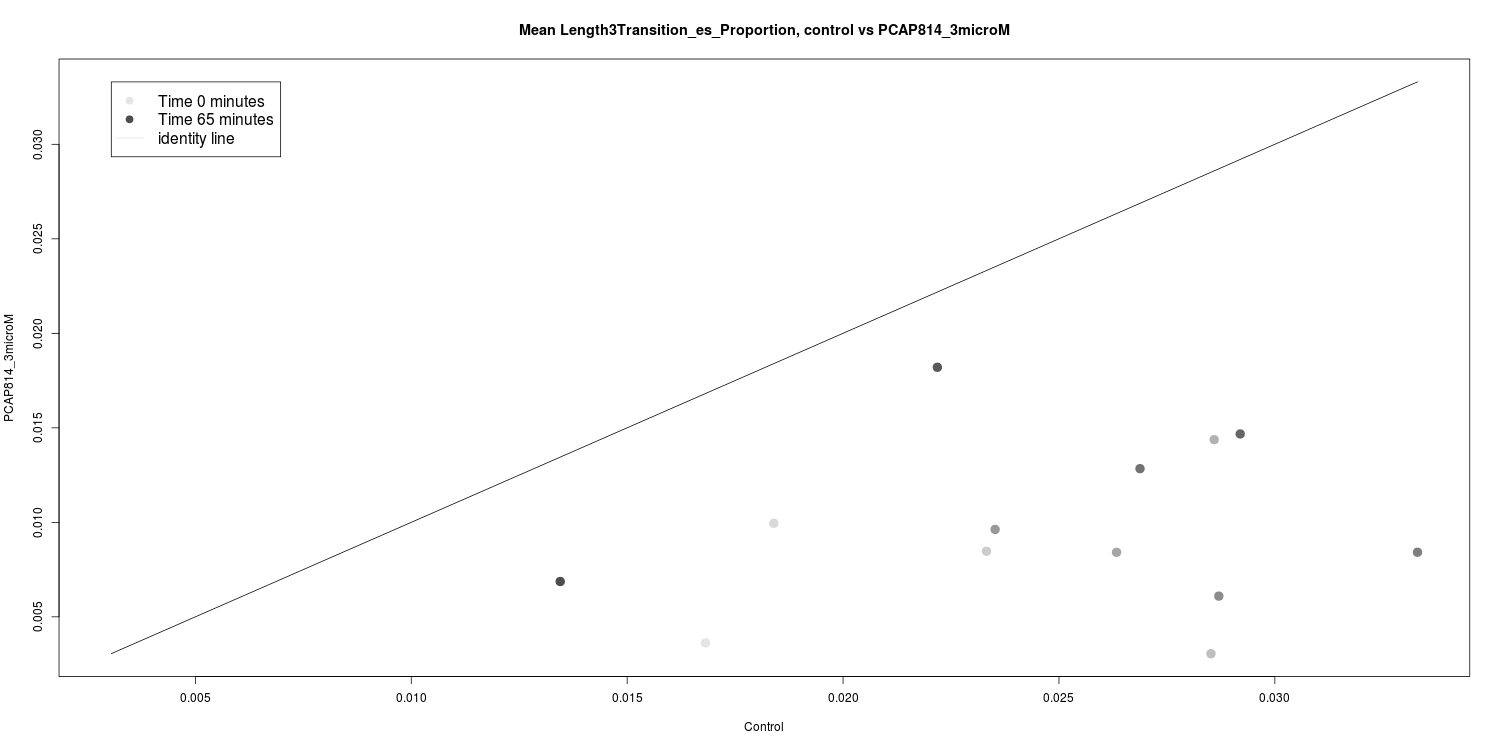 Mean Length3Transition_es_Proportion, control vs PCAP814_3microM
Time 0 minutes
Time 65 minutes
identity line
PCAP814_3microM
0.030
0.025
0.020
0.015
0.010
0.005
0.005 0.010 0.015 0.020 0.025 0.030
Control